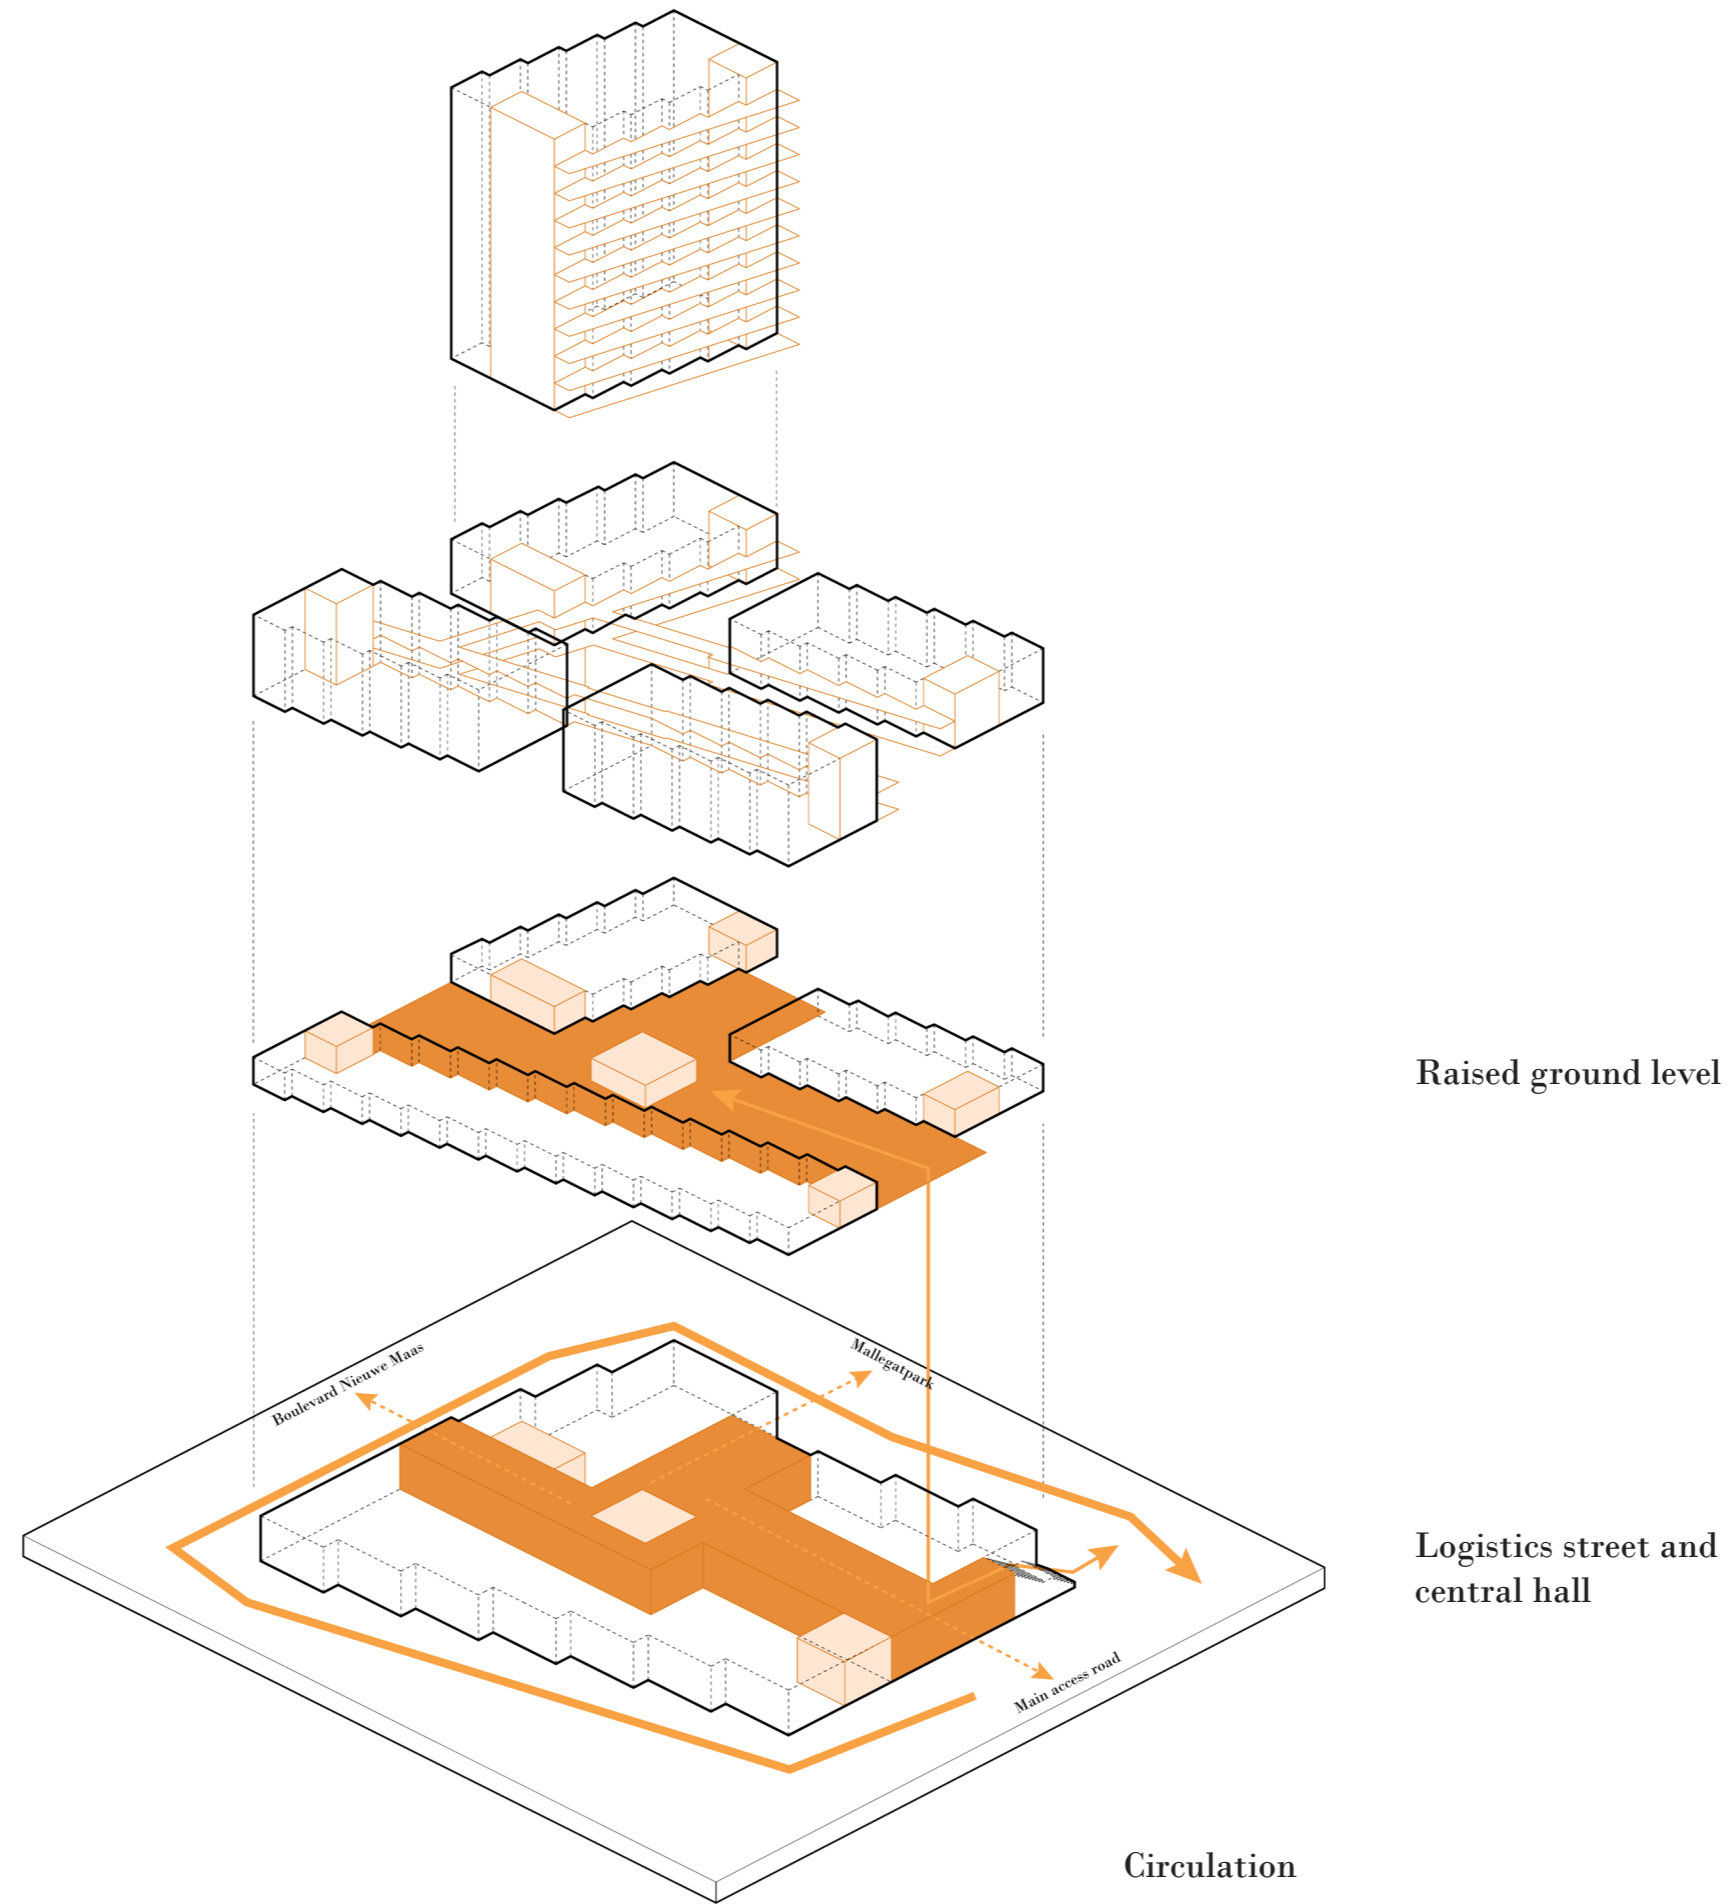 Raised ground level
Mallegatpark
Boulevard Nieuwe Maas
Logistics street and
central hall
Main access road
Circulation